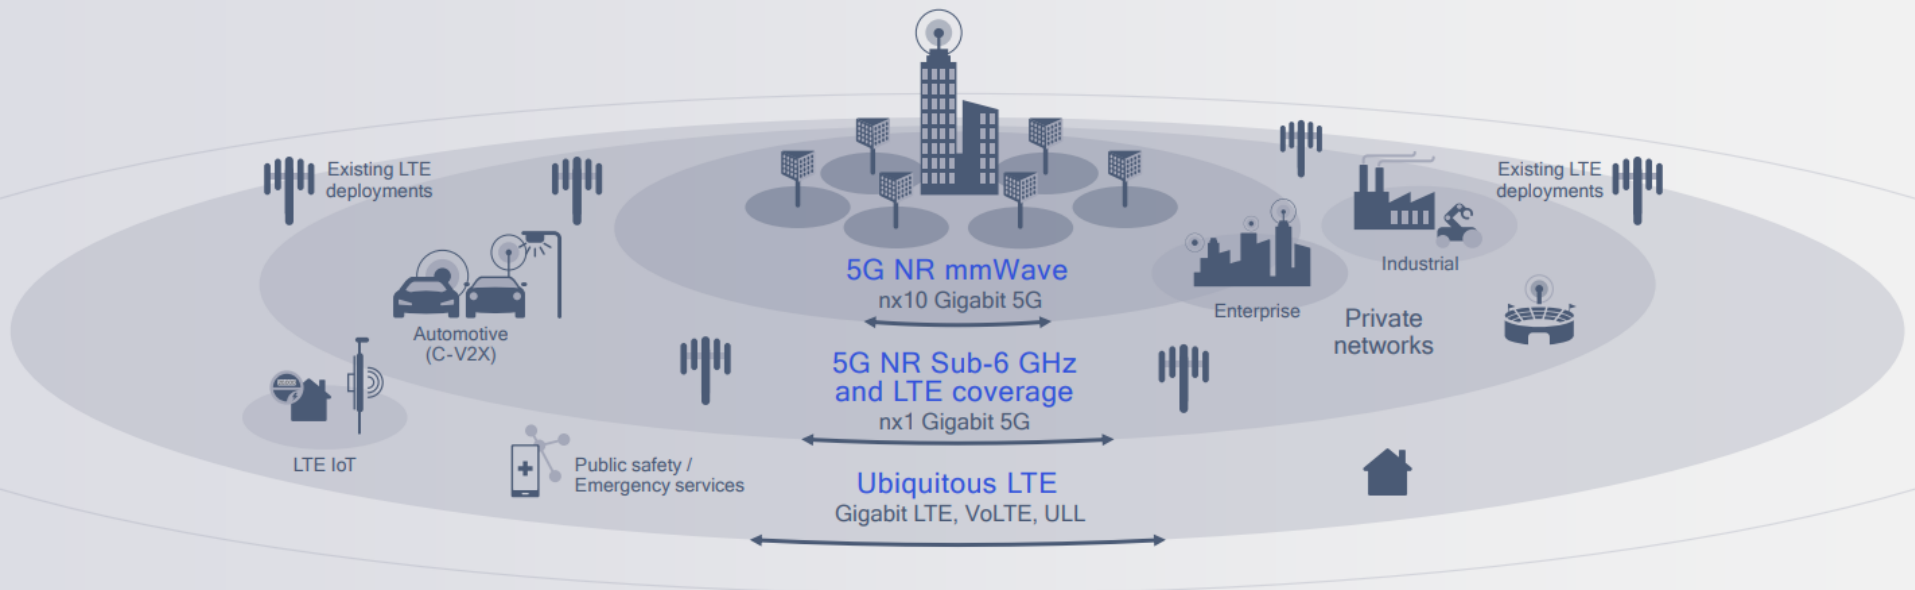 Existing LTE
deployments
Existing LTE
deployments
5G NR mmWave
nx10 Gigabit 5G
Industrial
Enterprise
Private
networks
Automotive
(C-V2X)
5G NR Sub-6 GHz
and LTE coverage
nx1 Gigabit 5G
LTE IoT
Public safety /
Emergency services
Ubiquitous LTE
Gigabit LTE, VoLTE, ULL